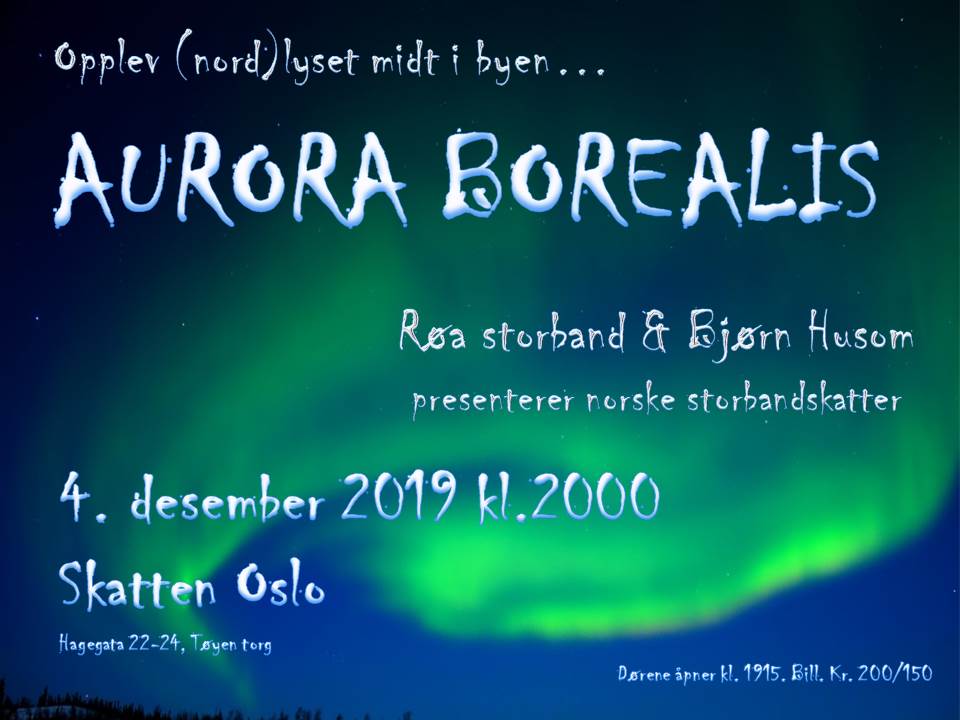 Opplev (nord)lyset midt i byen...
AURORA BOREALIS
Røa storband & Bjørn Husom
presenterer norske storbandskatter
4. desember 2019 kl.2000
Skatten Oslo
Hagegata 22-24, Tøyen torg
Dørene åpner kl. 1915. Bill. Kr. 200/150